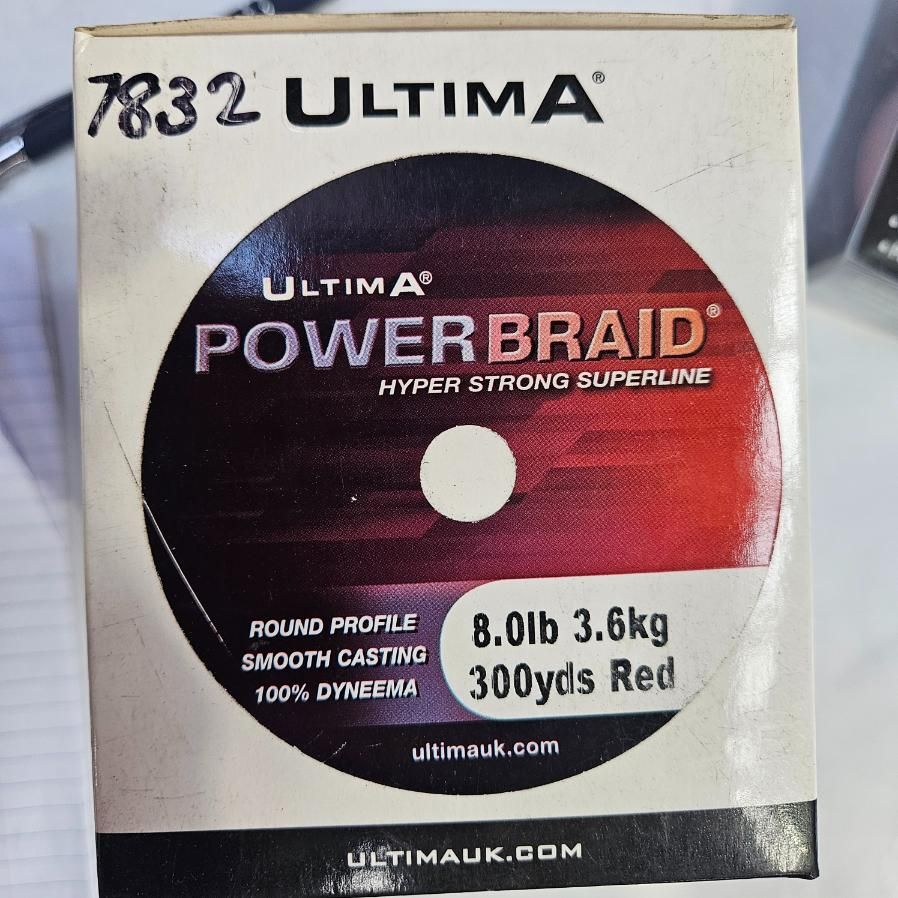 7832 ULTIMA®
ULTIMA®
POWERBRAID®
HYPER STRONG SUPERLINE
ROUND PROFILE
SMOOTH CASTING
100% DYNEEMA
8.0lb 3.6kg
300yds Red
ultimauk.com
ULTIMAUK.COM